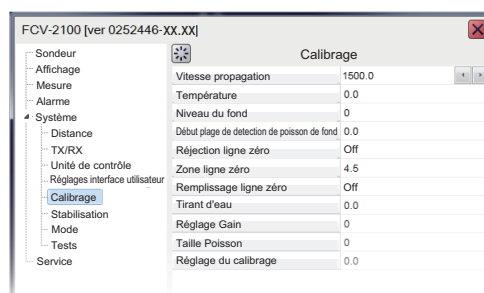 FCV-2100 [ver 0252446-XX.XX|
Sondeur
Affichage
Mesure
Alarme
Système
Distance
TX/RX
Unité de contrôle
Réglages interface utilisateur
Calibrage
Stabilisation
Mode
Tests
Service
Calibrage
Vitesse propagation 1500.0
Température 0.0
Niveau du fond 0
Début plage de detection de poisson de fond 0.0
Réjection ligne zéro Off
Zone ligne zéro 4.5
Remplissage ligne zéro Off
Tirant d'eau 0.0
Réglage Gain 0
Taille Poisson 0
Réglage du calibrage 0.0